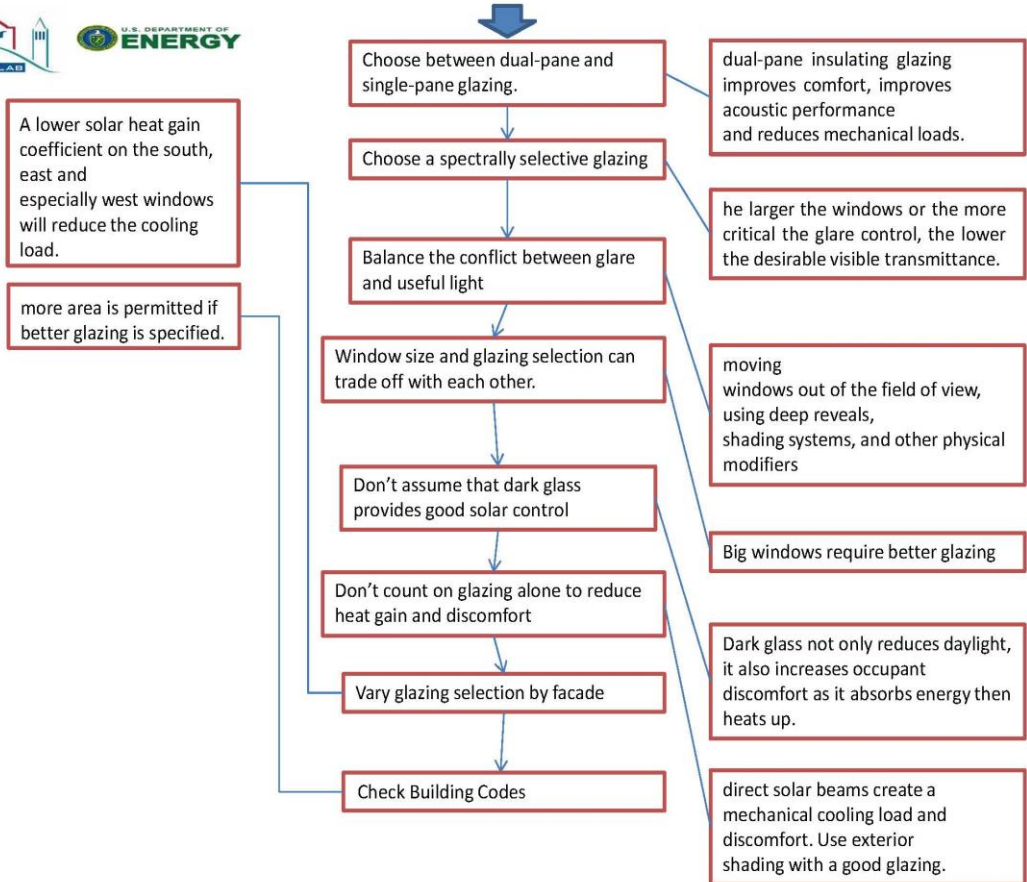 LAB
U.S. DEPARTMENT OF
ENERGY
Choose between dual-pane and
single-pane glazing.
dual-pane insulating glazing
improves comfort, improves
acoustic performance
and reduces mechanical loads.
A lower solar heat gain
coefficient on the south,
east and
especially west windows
will reduce the cooling
load.
Choose a spectrally selective glazing
he larger the windows or the more
critical the glare control, the lower
the desirable visible transmittance.
Balance the conflict between glare
and useful light
more area is permitted if
better glazing is specified.
Window size and glazing selection can
trade off with each other.
moving
windows out of the field of view,
using deep reveals,
shading systems, and other physical
modifiers
Don’t assume that dark glass
provides good solar control
Big windows require better glazing
Don’t count on glazing alone to reduce
heat gain and discomfort
Dark glass not only reduces daylight,
it also increases occupant
discomfort as it absorbs energy then
heats up.
Vary glazing selection by facade
Check Building Codes
direct solar beams create a
mechanical cooling load and
discomfort. Use exterior
shading with a good glazing.